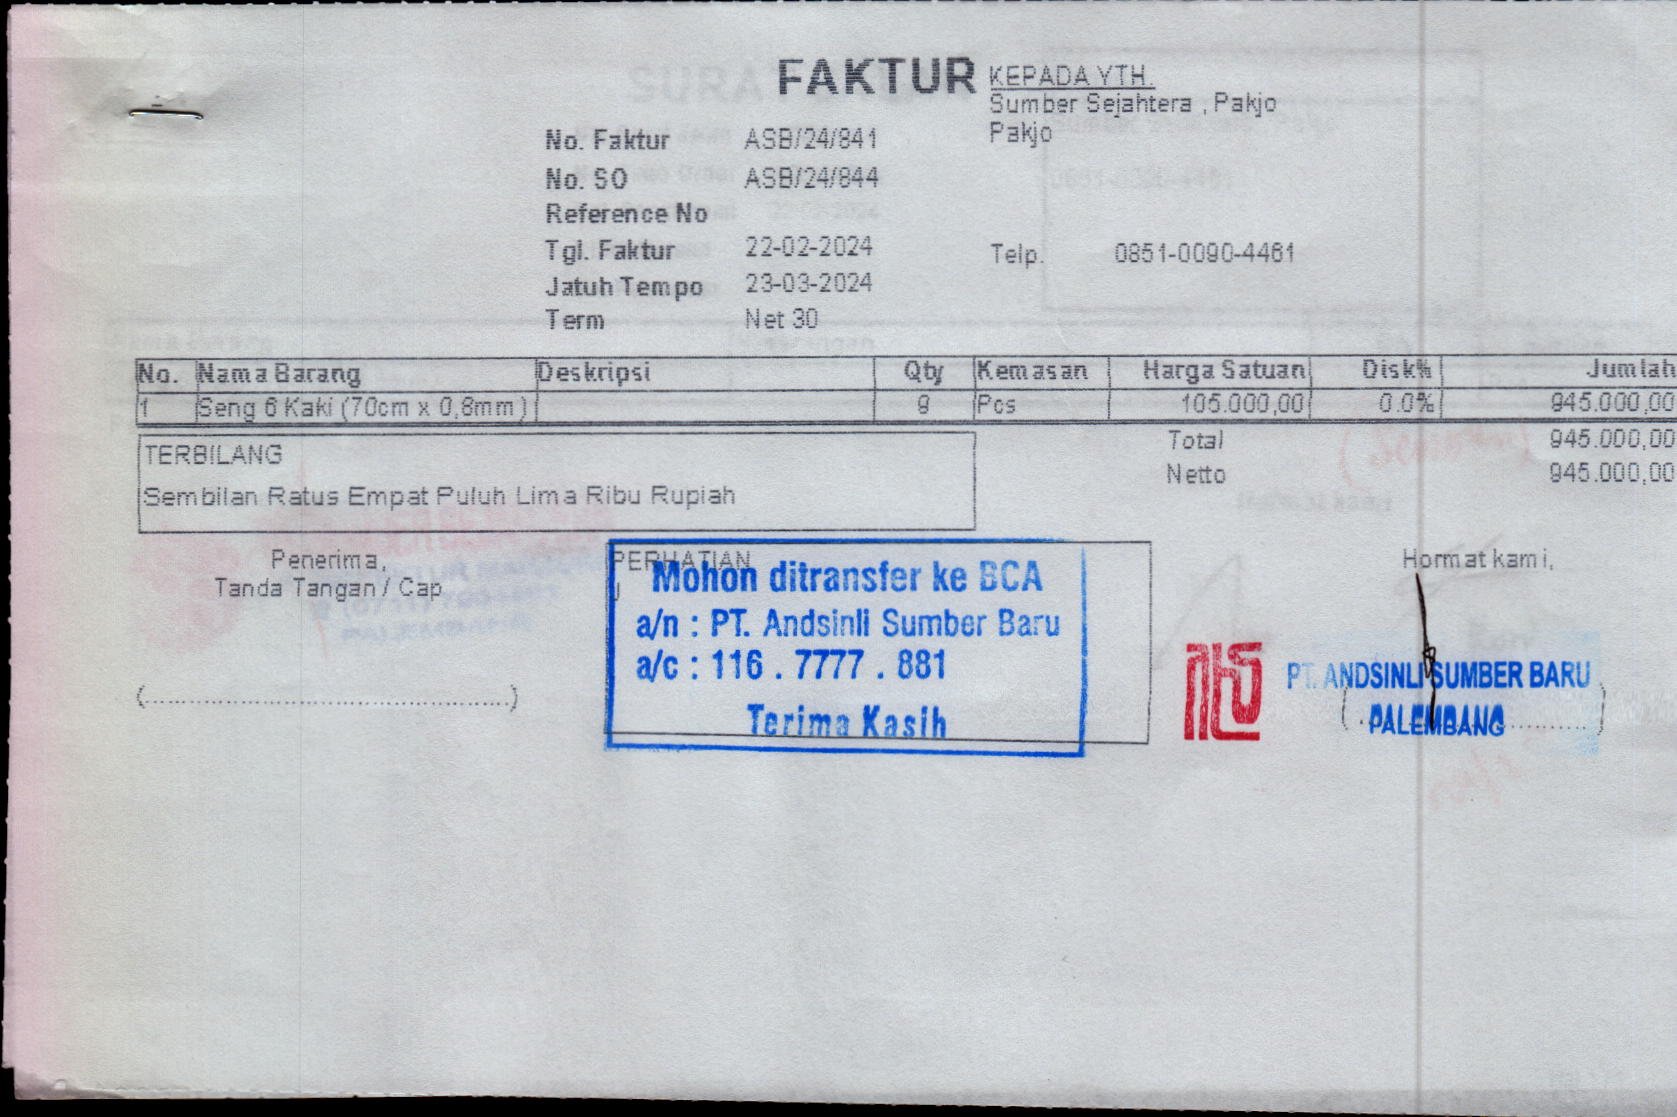 FAKTUR
KEPADA YTH.
Sumber Sejahtera , Pakjo
Pakjo
No. Faktur ASB/24/841
No. SO ASB/24/844
Reference No
Tgl. Faktur 22-02-2024
Telp. 0851-0090-4461
Jatuh Tempo 23-03-2024
Term Net 30
No. Nama Barang Deskripsi Qty Kemasan Harga Satuan Disk% Jumlah
1 Seng 6 Kaki (70cm x 0,8mm) 9 Pcs 105.000,00 0.0% 945.000,00
TERBILANG
Sembilan Ratus Empat Puluh Lima Ribu Rupiah
Total 945.000,00
Netto 945.000,00
Penerima,
Tanda Tangan / Cap
PERHATIAN
Mohon ditransfer ke BCA
a/n : PT. Andsinli Sumber Baru
a/c : 116 . 7777 . 881
Terima Kasih
Hormat kami,
PT. ANDSINLI SUMBER BARU
PALEMBANG
(..................................................)